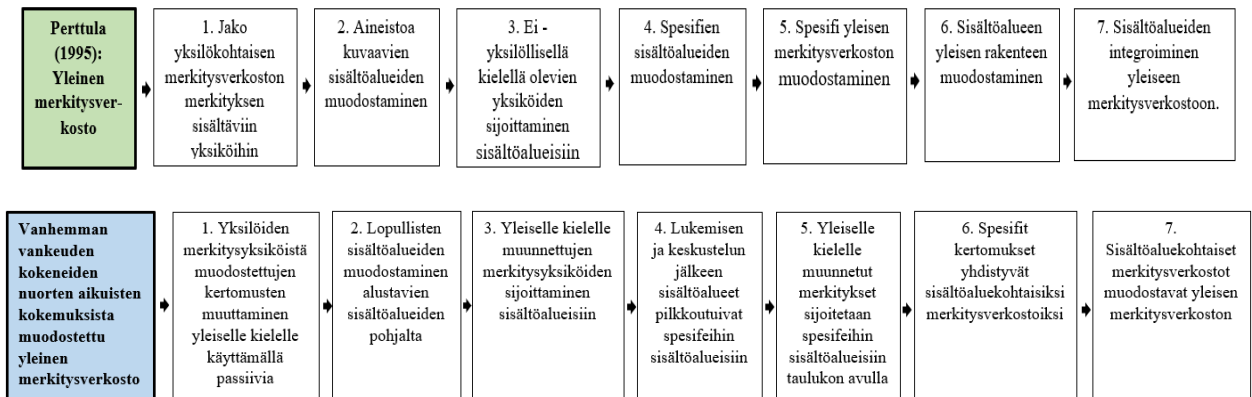 Perttula
(1995):
Yleinen
merkitysver-
kosto
1. Jako
yksilökohtaisen
merkitysverkoston
merkityksen
sisältäviin
yksiköihin
2. Aineistoa
kuvaavien
sisältöalueiden
muodostaminen
3. Ei -
yksilöllisellä
kielellä olevien
yksiköiden
sijoittaminen
sisältöalueisiin
4. Spesifien
sisältöalueiden
muodostaminen
5. Spesifi yleisen
merkitysverkoston
muodostaminen
6. Sisältöalueen
yleisen rakenteen
muodostaminen
7. Sisältöalueiden
integroiminen
yleiseen
merkitysverkostoon.
Vanhemman
vankeuden
kokeneiden
nuorten aikuisten
kokemuksista
muodostettu
yleinen
merkitysverkosto
1. Yksilöiden
merkitysyksiköistä
muodostettujen
kertomusten
muuttaminen
yleiselle kielelle
käyttämällä
passiivia
2. Lopullisten
sisältöalueiden
muodostaminen
alustavien
sisältöalueiden
pohjalta
3. Yleiselle kielelle
muunnettujen
merkitysyksiköiden
sijoittaminen
sisältöalueisiin
4. Lukemisen
ja keskustelun
jälkeen
sisältöalueet
pilkkoutuivat
spesifeihin
sisältöalueisiin
5. Yleiselle
kielelle
muunnetut
merkitykset
sijoitetaan
spesifeihin
sisältöalueisiin
taulukon avulla
6. Spesifit
kertomukset
yhdistyvät
sisältöaluekohtaisiksi
merkitysverkostoiksi
7.
Sisältöaluekohtaiset
merkitysverkostot
muodostavat yleisen
merkitysverkoston